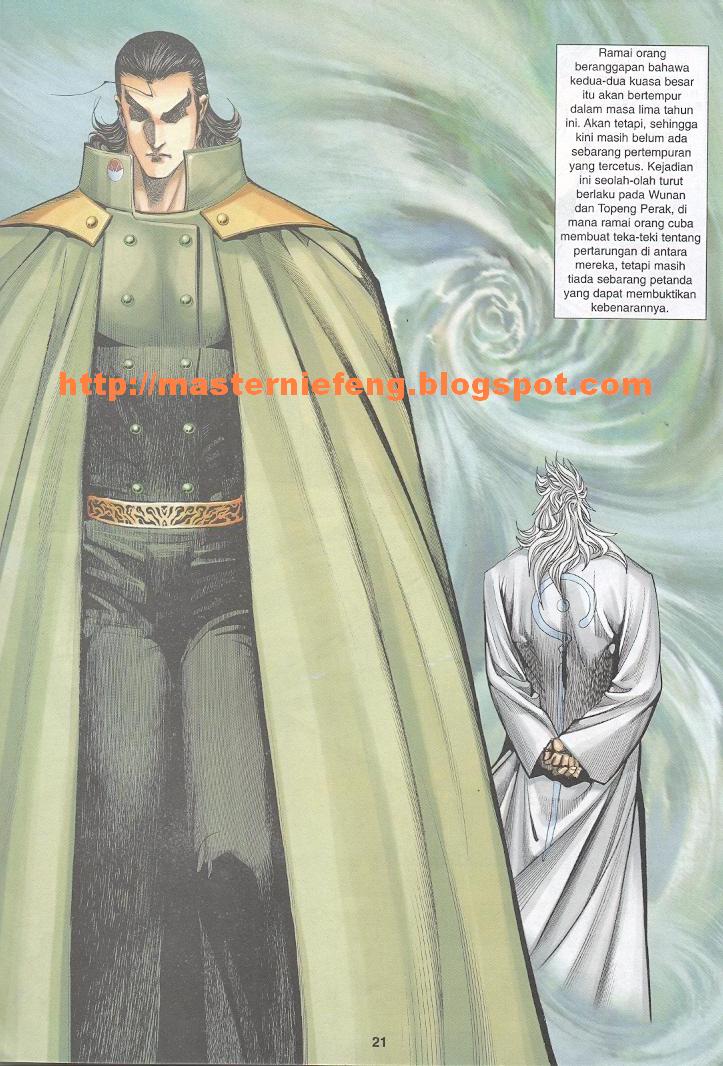 Ramai orang
beranggapan bahawa
kedua-dua kuasa besar
itu akan bertempur
dalam masa lima tahun
ini. Akan tetapi, sehingga
kini masih belum ada
sebarang pertempuran
yang tercetus. Kejadian
ini seolah-olah turut
berlaku pada Wunan
dan Topeng Perak, di
mana ramai orang cuba
membuat teka-teki tentang
pertarungan di antara
mereka, tetapi masih
tiada sebarang petanda
yang dapat membuktikan
kebenarannya.
http://masterniefeng.blogspot.com
21